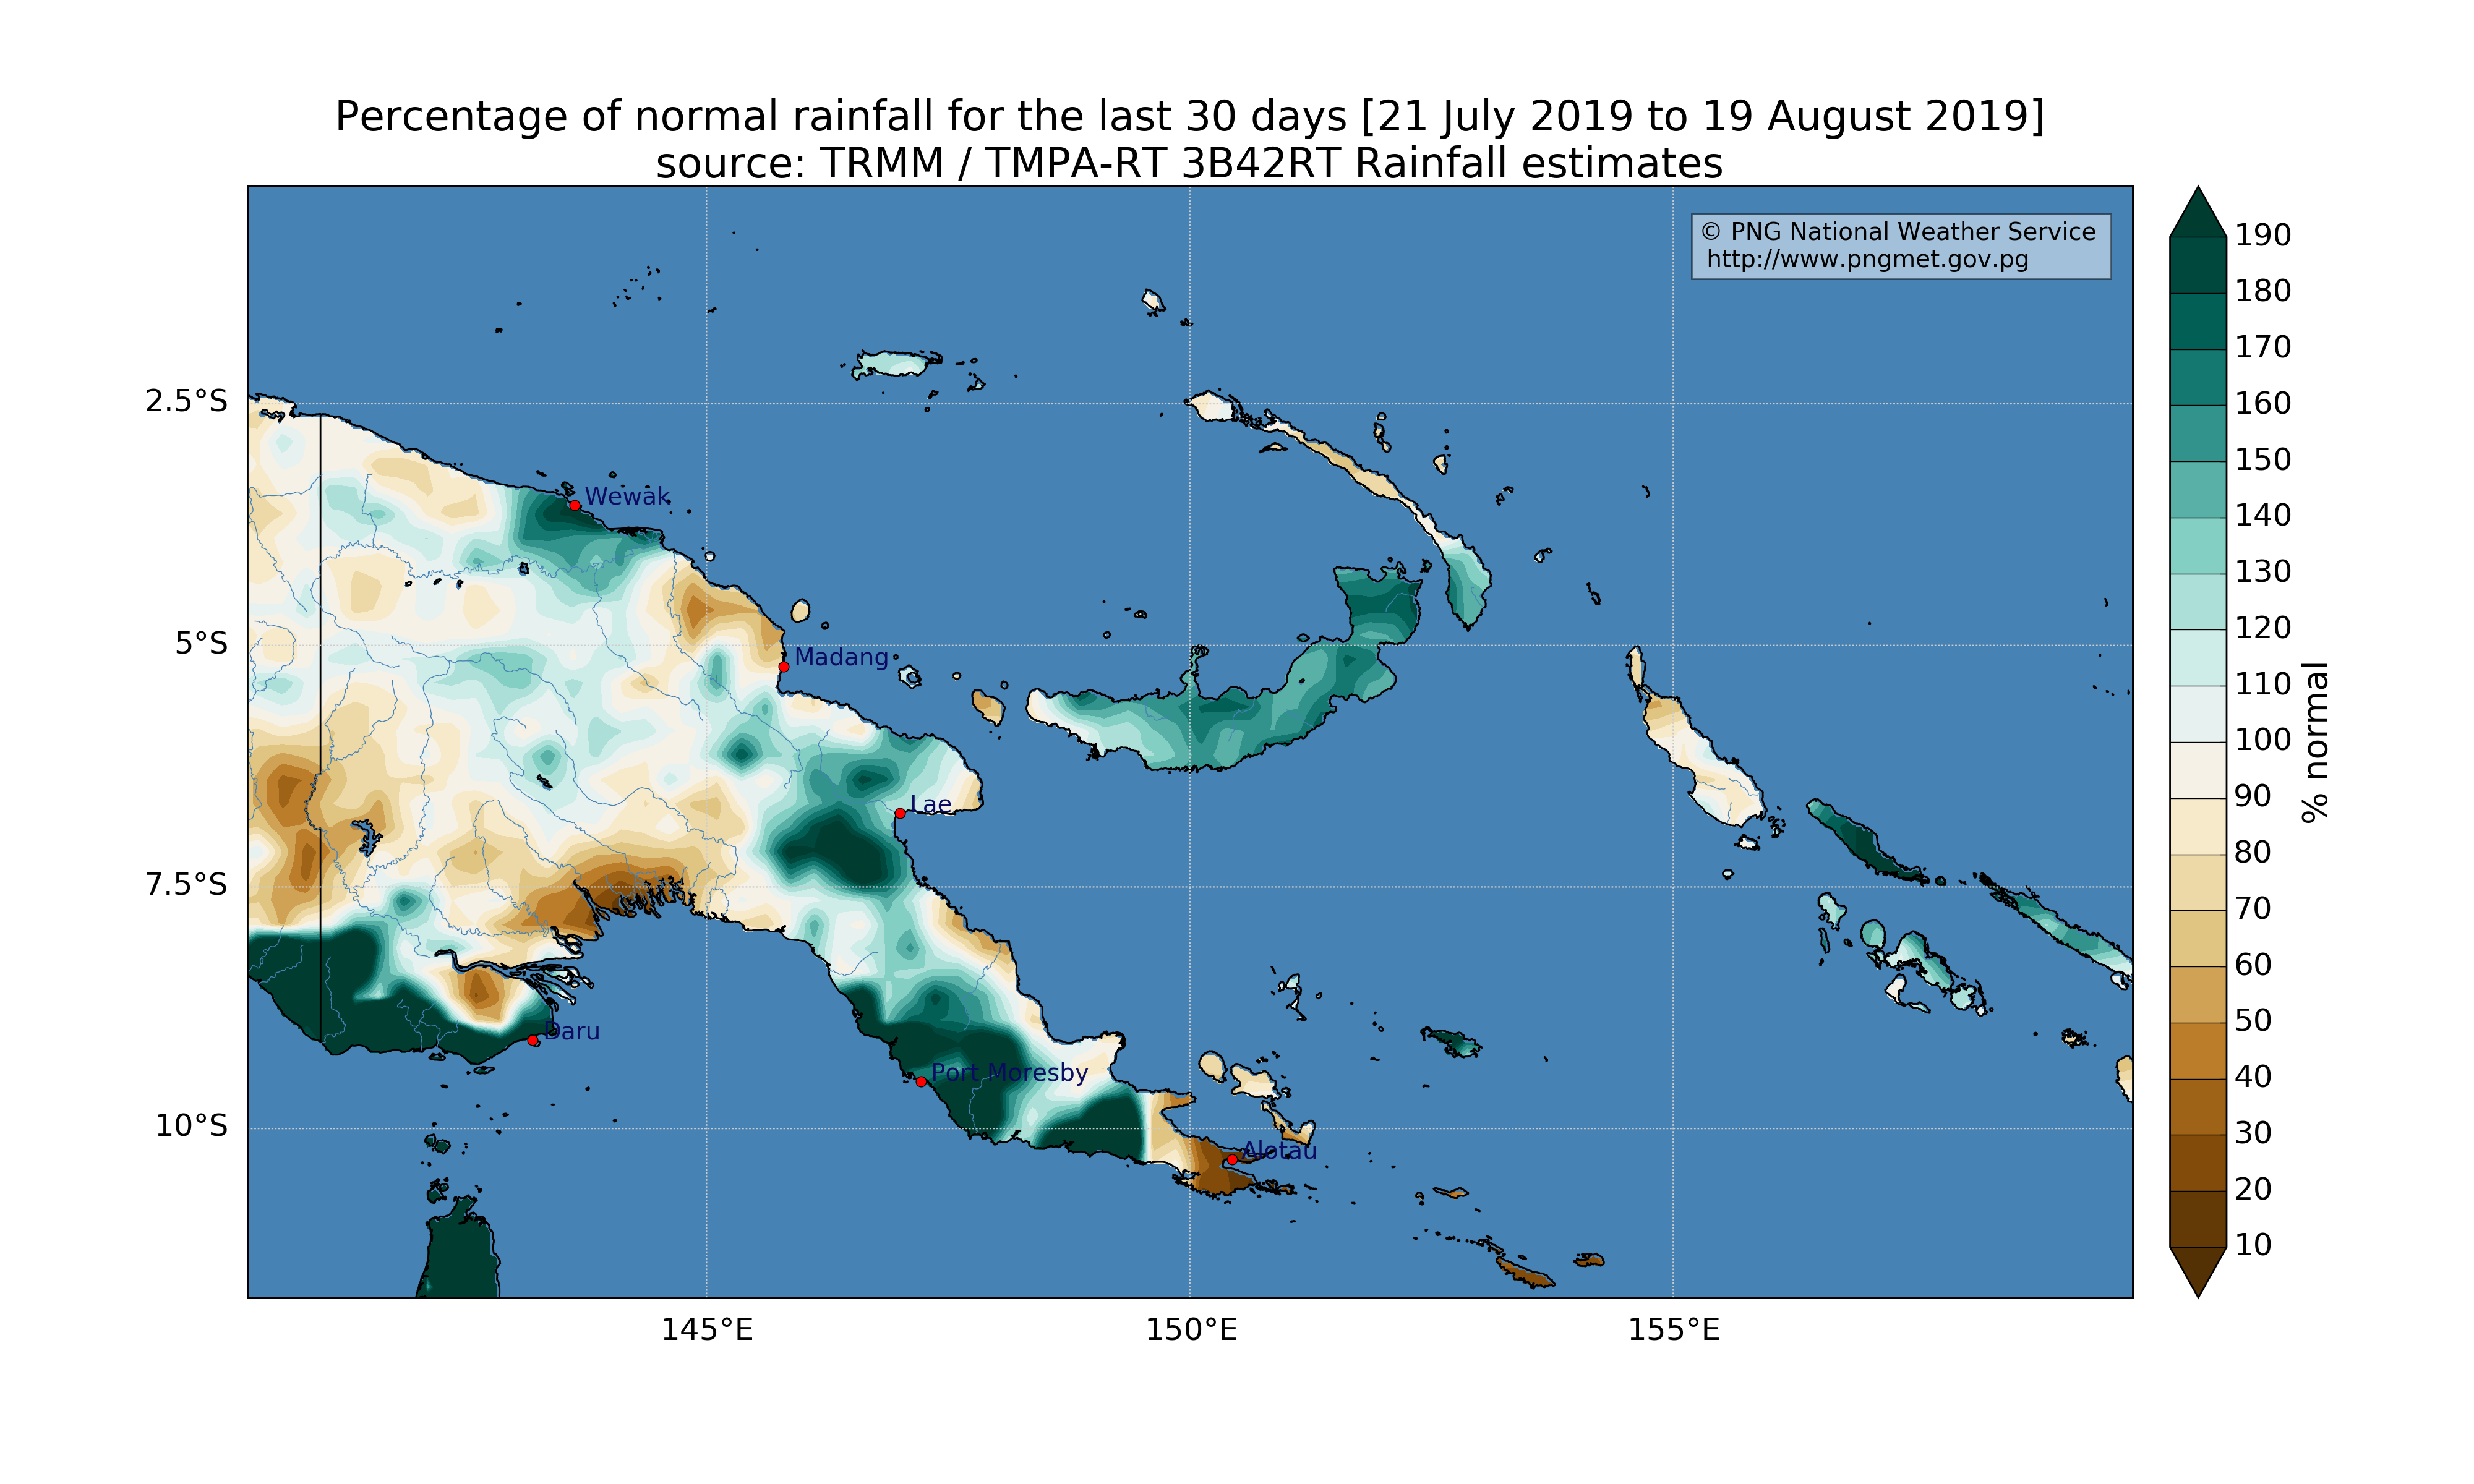 Percentage of normal rainfall for the last 30 days [21 July 2019 to 19 August 2019]
source: TRMM / TMPA-RT 3B42RT Rainfall estimates
© PNG National Weather Service
http://www.pngmet.gov.pg
190
180
170
160
150
140
130
120
110
100
90
80
70
60
50
40
30
20
10
% normal
2.5°S
5°S
7.5°S
10°S
Wewak
Madang
Lae
Daru
Port Moresby
Alotau
145°E
150°E
155°E